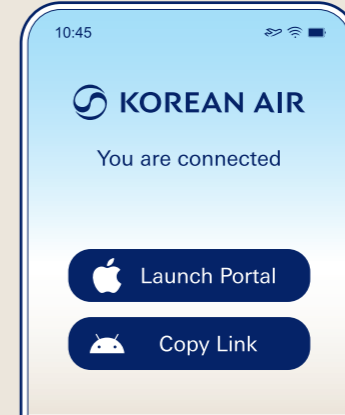 10:45
KOREAN AIR
You are connected
Launch Portal
Copy Link